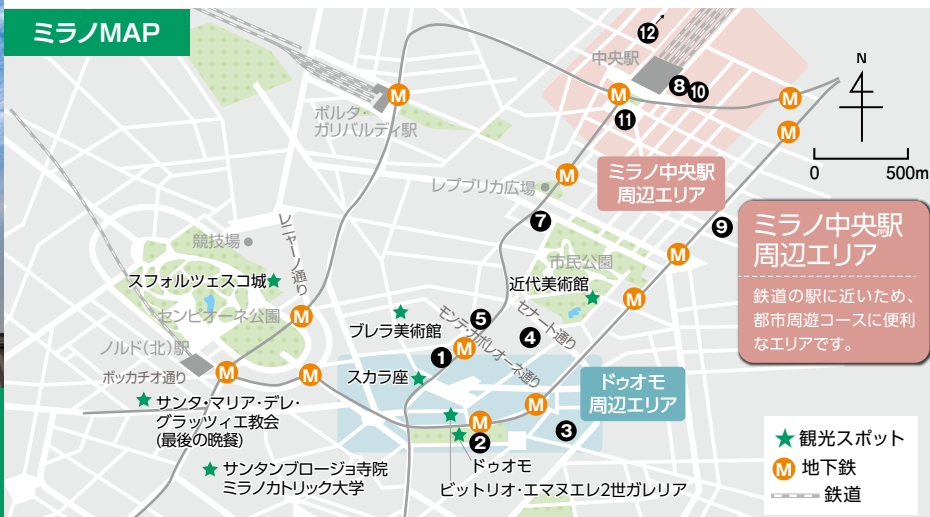 ミラノMAP
⓬
中央駅
❽
❿
M
M
M
⓫
M
N
ポルタ・
ガリバルディ駅
レプブリカ広場
M
ミラノ中央駅
周辺エリア
0 500m
❼
❾
ミラノ中央駅
周辺エリア
鉄道の駅に近いため、
都市周遊コースに便利
なエリアです。
レニャーノ通り
競技場
スフォルツェスコ城
センピオーネ公園
M
市民公園
近代美術館
M
M
ブレラ美術館
❺
モンテ・ナポレオーネ通り
セナート通り
❹
❶
M
ノルド(北)駅
ボッカチオ通り
M
M
スカラ座
ドゥオモ
周辺エリア
M
サンタ・マリア・デレ・
グラッツィエ教会
(最後の晩餐)
M
❷
❸
サンタンブロージョ寺院
ミラノカトリック大学
ドゥオモ
ビットリオ・エマヌエレ2世ガレリア
観光スポット
M 地下鉄
鉄道